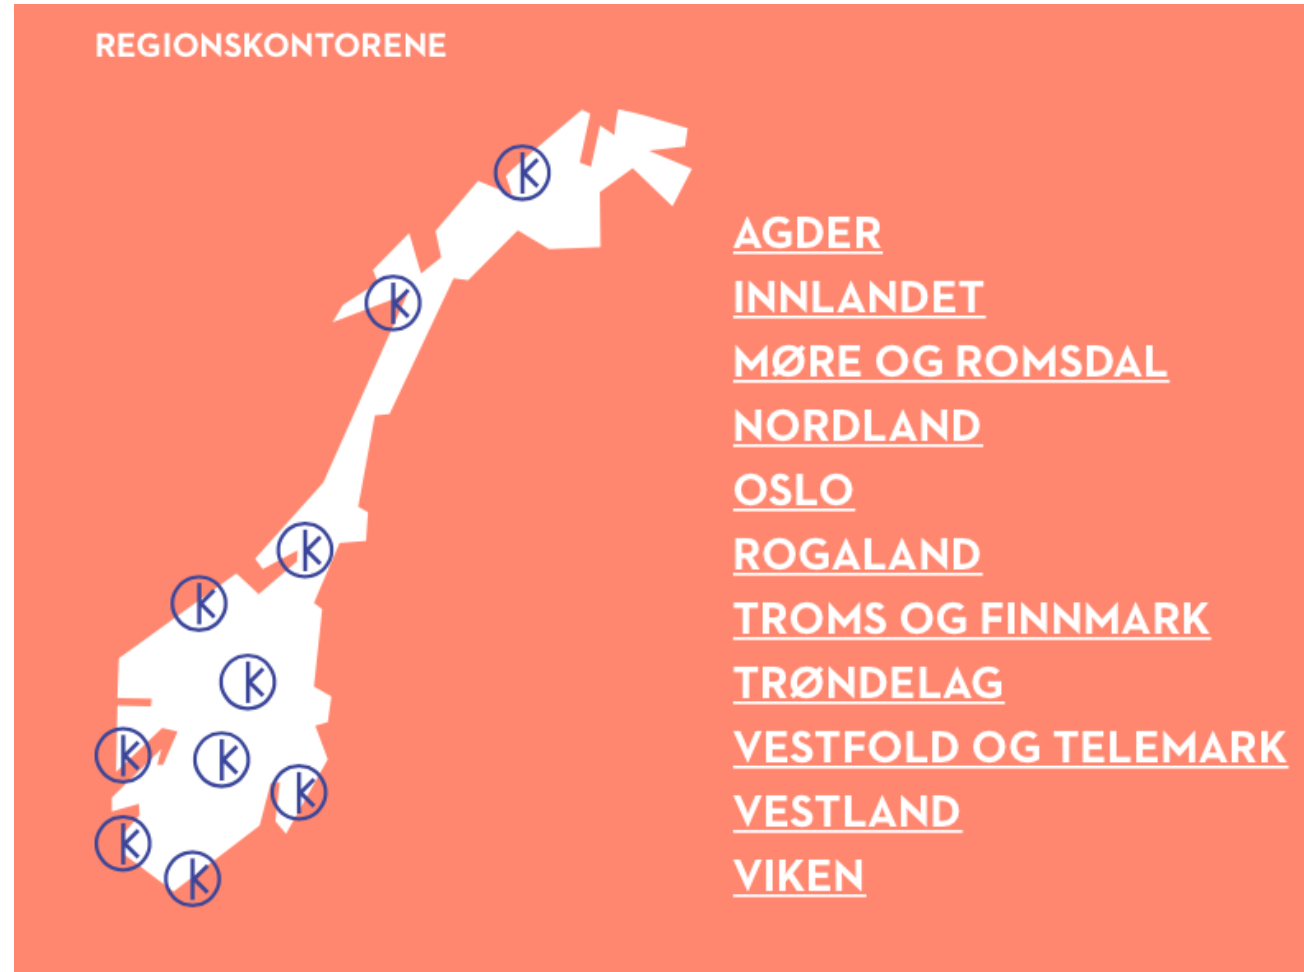 REGIONSKONTORENE
K
K
K
K
K
K
K
K
K
K
AGDER
INNLANDET
MØRE OG ROMSDAL
NORDLAND
OSLO
ROGALAND
TROMS OG FINNMARK
TRØNDELAG
VESTFOLD OG TELEMARK
VESTLAND
VIKEN